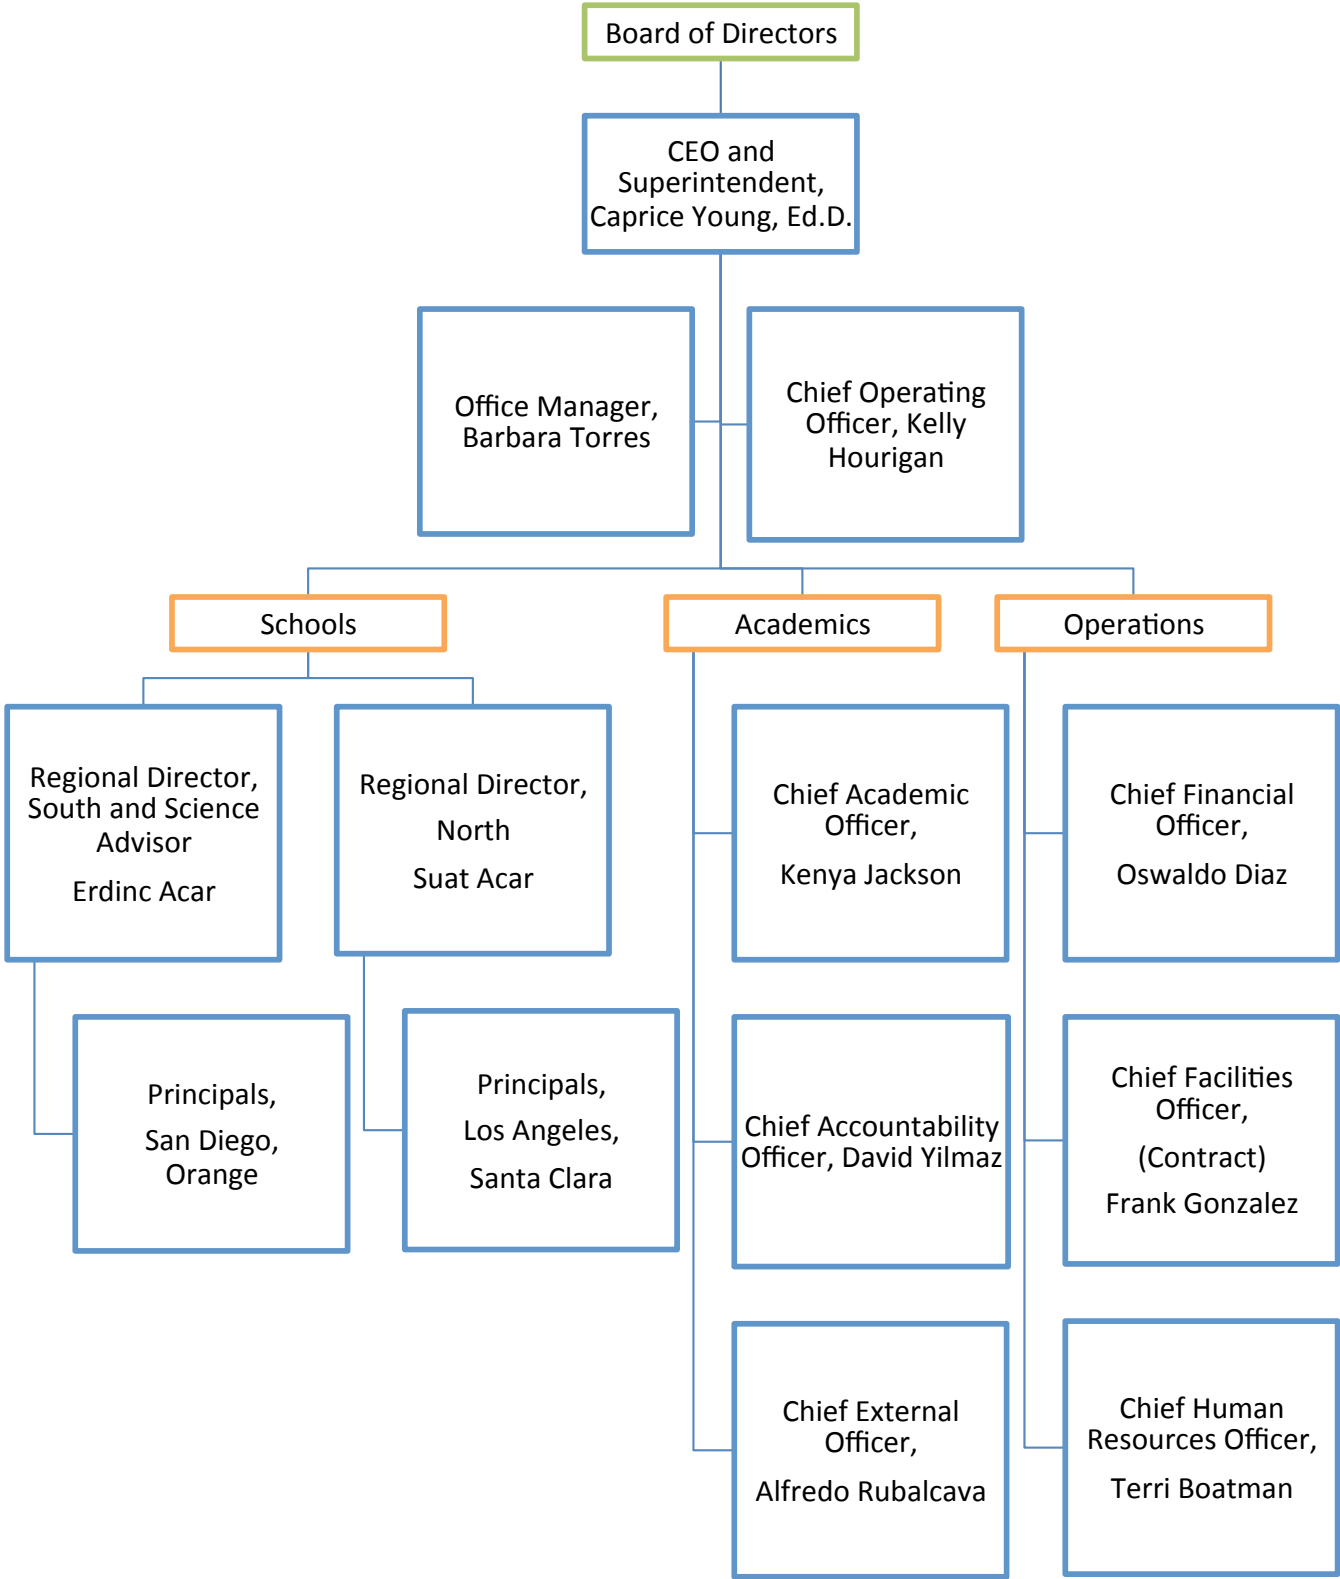 Board of Directors
CEO and
Superintendent,
Caprice Young, Ed.D.
Office Manager,
Barbara Torres
Chief Operating
Officer, Kelly
Hourigan
Schools
Academics
Operations
Regional Director,
South and Science
Advisor
Erdinc Acar
Regional Director,
North
Suat Acar
Chief Academic
Officer,
Kenya Jackson
Chief Financial
Officer,
Oswaldo Diaz
Principals,
San Diego,
Orange
Principals,
Los Angeles,
Santa Clara
Chief Accountability
Officer, David Yilmaz
Chief Facilities
Officer,
(Contract)
Frank Gonzalez
Chief External
Officer,
Alfredo Rubalcava
Chief Human
Resources Officer,
Terri Boatman